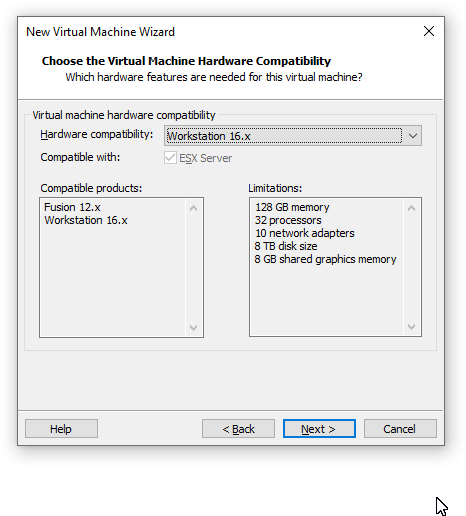 New Virtual Machine Wizard
Choose the Virtual Machine Hardware Compatibility
Which hardware features are needed for this virtual machine?
Virtual machine hardware compatibility
Hardware compatibility: Workstation 16.x
Compatible with: ESX Server
Compatible products:
Fusion 12.x
Workstation 16.x
Limitations:
128 GB memory
32 processors
10 network adapters
8 TB disk size
8 GB shared graphics memory
Help < Back Next > Cancel